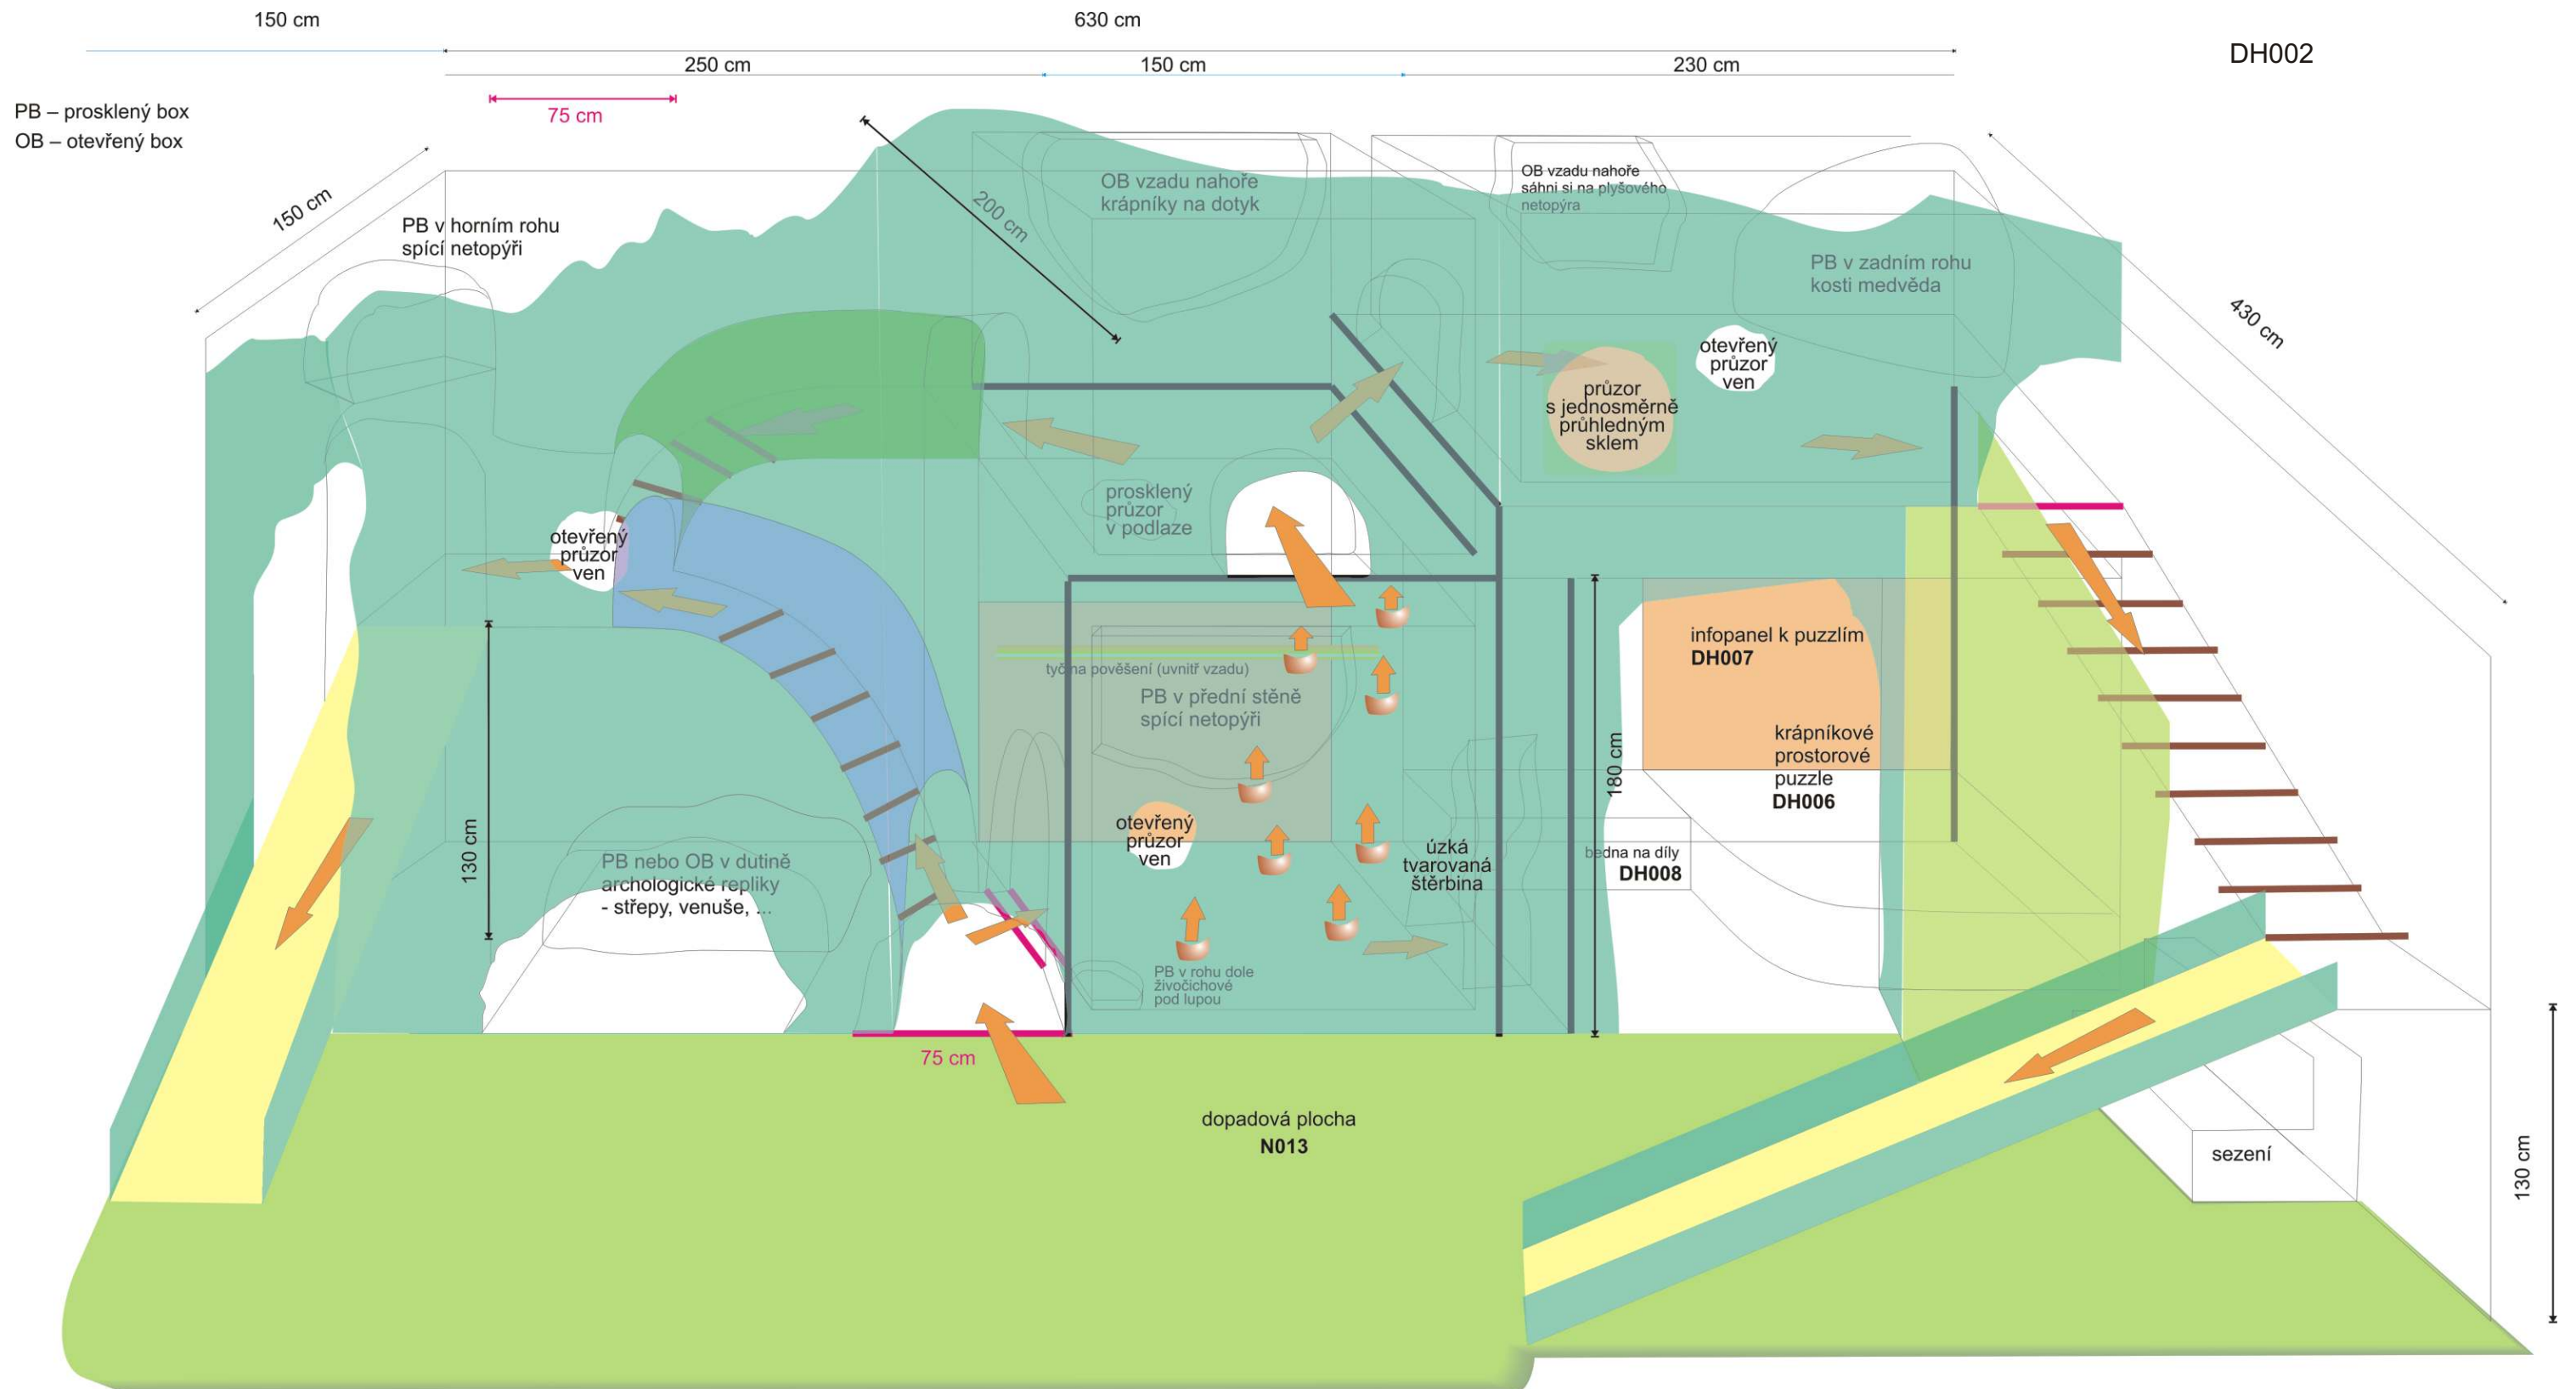 150 cm
630 cm
DH002
250 cm
150 cm
230 cm
75 cm
PB – prosklený box
OB – otevřený box
150 cm
PB v horním rohu
spící netopýři
200 cm
OB vzadu nahoře
krápníky na dotyk
OB vzadu nahoře
sáhni si na plyšového
netopýra
PB v zadním rohu
kosti medvěda
430 cm
otevřený
průzor
ven
průzor
s jednosměrně
průhledným
sklem
prosklený
průzor
v podlaze
otevřený
průzor
ven
infopanel k puzzlím
DH007
tyč na pověšení (uvnitř vzadu)
PB v přední stěně
spící netopýři
krápníkové
prostorové
puzzle
DH006
180 cm
130 cm
otevřený
průzor
ven
úzká
tvarovaná
štěrbina
bedna na díly
DH008
PB nebo OB v dutině
archologické repliky
- střepy, venuše, ...
PB v rohu dole
živočichové
pod lupou
75 cm
dopadová plocha
N013
sezení
130 cm